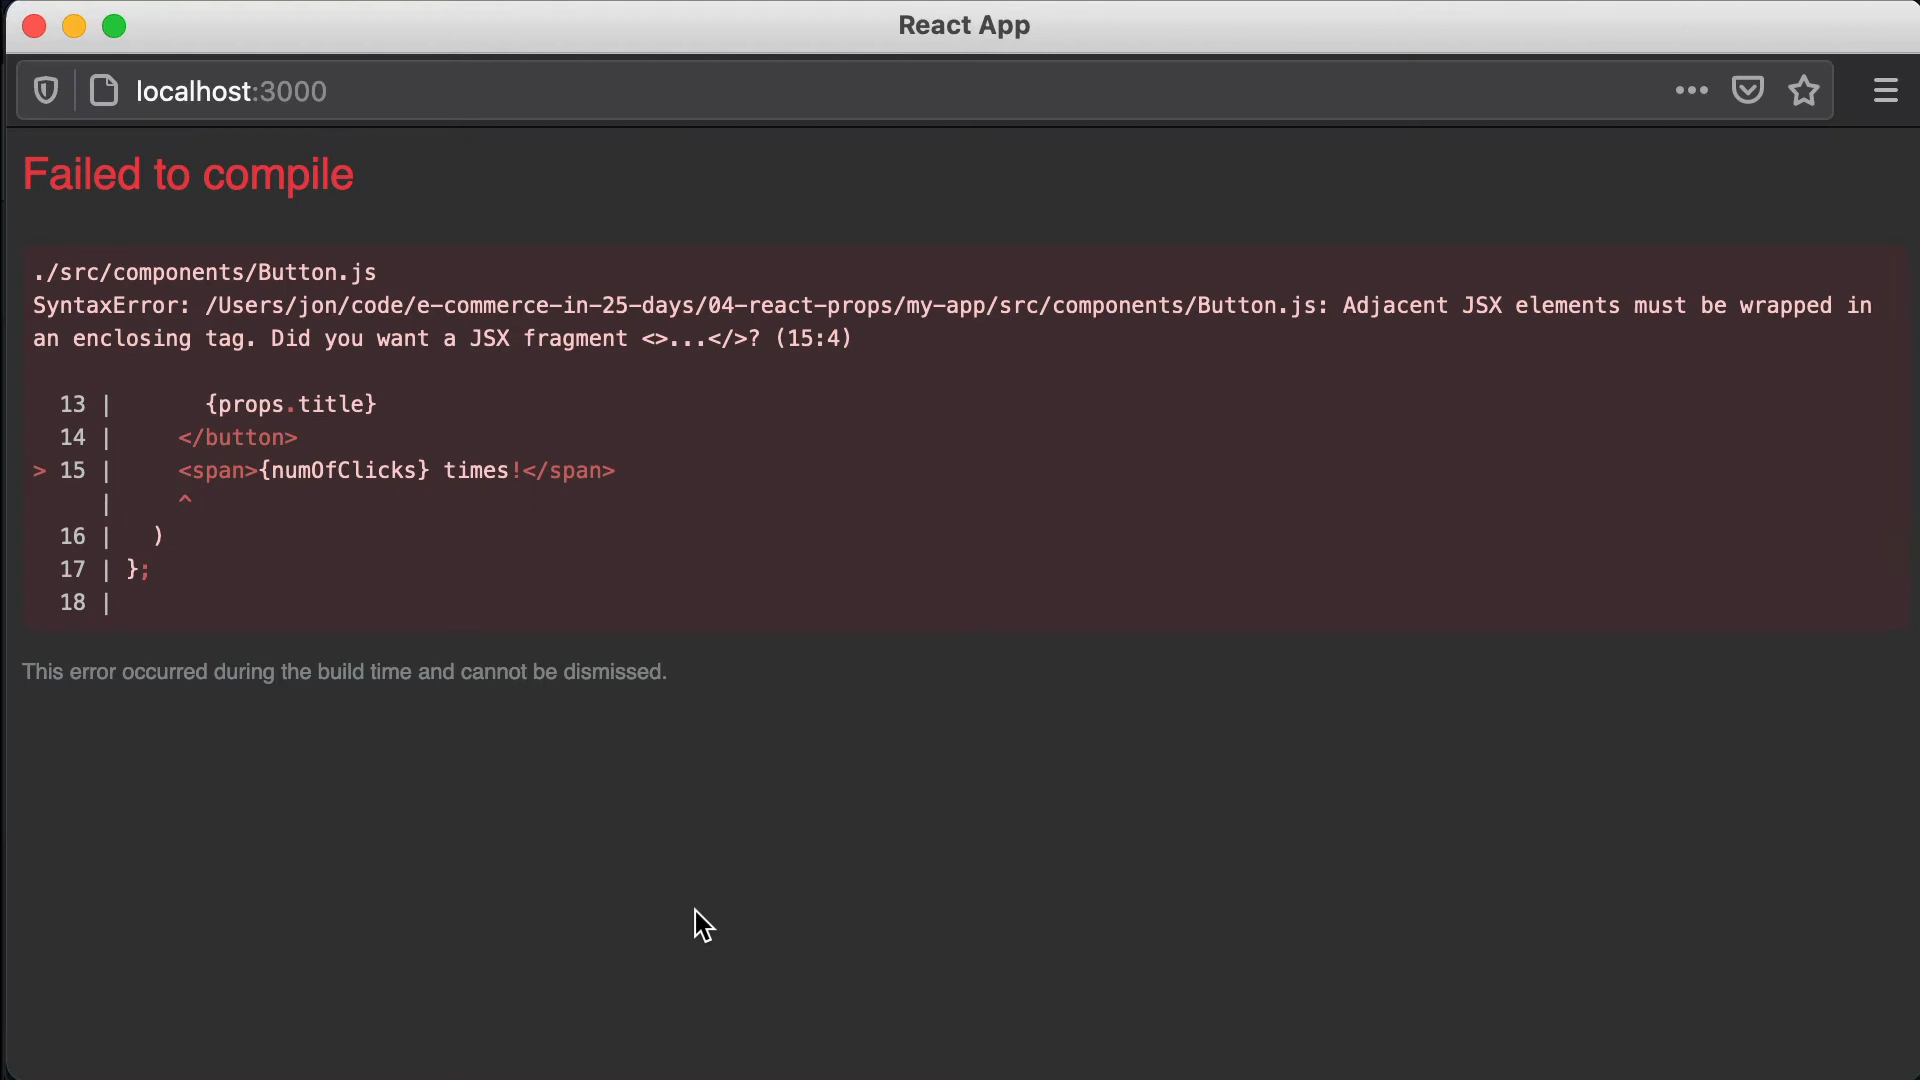 React App
localhost:3000
Failed to compile
./src/components/Button.js
SyntaxError: /Users/jon/code/e-commerce-in-25-days/04-react-props/my-app/src/components/Button.js: Adjacent JSX elements must be wrapped in
an enclosing tag. Did you want a JSX fragment <>...</>? (15:4)
  13 |       {props.title}
  14 |     </button>
> 15 |     <span>{numOfClicks} times!</span>
     |     ^
  16 |   )
  17 | };
  18 |
This error occurred during the build time and cannot be dismissed.